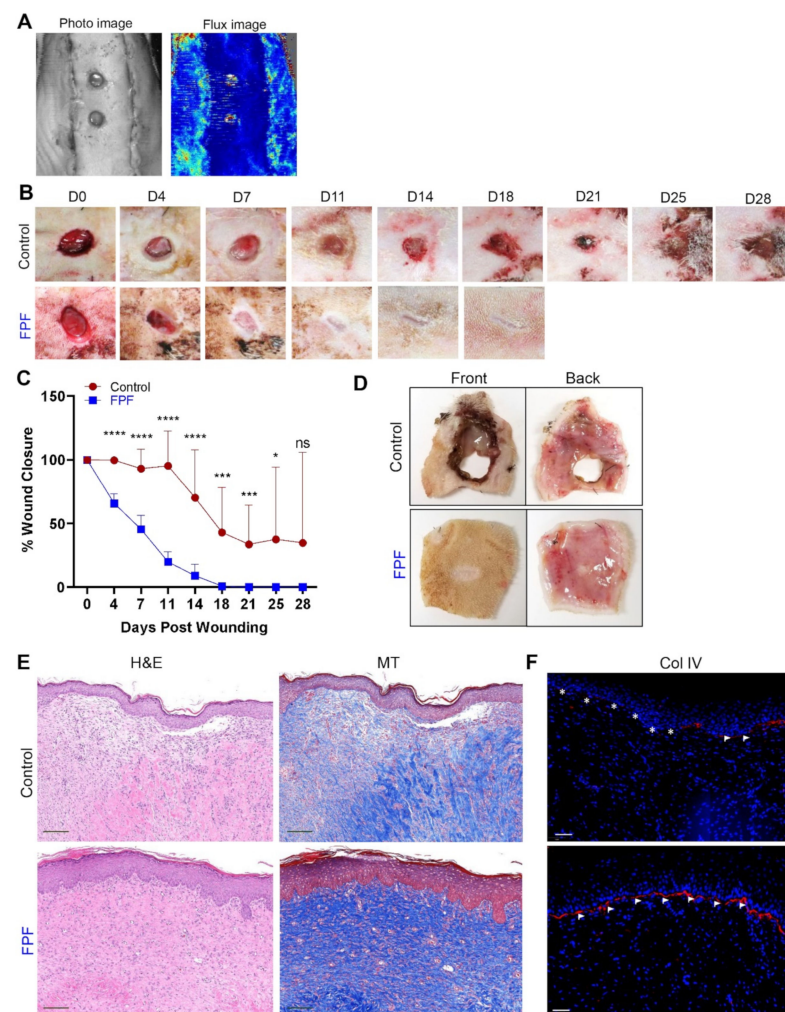 A
Photo image Flux image
B
D0 D4 D7 D11 D14 D18 D21 D25 D28
Control
FPF
C
Control
FPF
150
100
50
0
% Wound Closure
**** **** **** **** *** *** * ns
0 4 7 11 14 18 21 25 28
Days Post Wounding
D
Front Back
Control
FPF
E
H&E MT
Control
FPF
F
Col IV
* * * * * *